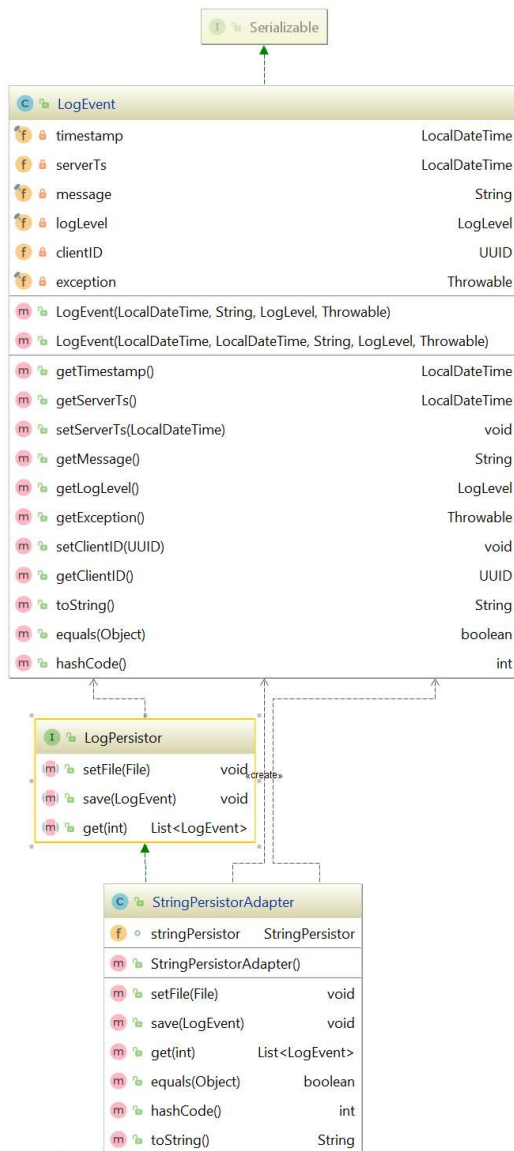 I Serializable
C LogEvent
f timestamp LocalDateTime
f serverTs LocalDateTime
f message String
f logLevel LogLevel
f clientID UUID
f exception Throwable
m LogEvent(LocalDateTime, String, LogLevel, Throwable)
m LogEvent(LocalDateTime, LocalDateTime, String, LogLevel, Throwable)
m getTimestamp() LocalDateTime
m getServerTs() LocalDateTime
m setServerTs(LocalDateTime) void
m getMessage() String
m getLogLevel() LogLevel
m getException() Throwable
m setClientID(UUID) void
m getClientID() UUID
m toString() String
m equals(Object) boolean
m hashCode() int
I LogPersistor
m setFile(File) void
«create»
m save(LogEvent) void
m get(int) List<LogEvent>
C StringPersistorAdapter
f stringPersistor StringPersistor
m StringPersistorAdapter()
m setFile(File) void
m save(LogEvent) void
m get(int) List<LogEvent>
m equals(Object) boolean
m hashCode() int
m toString() String